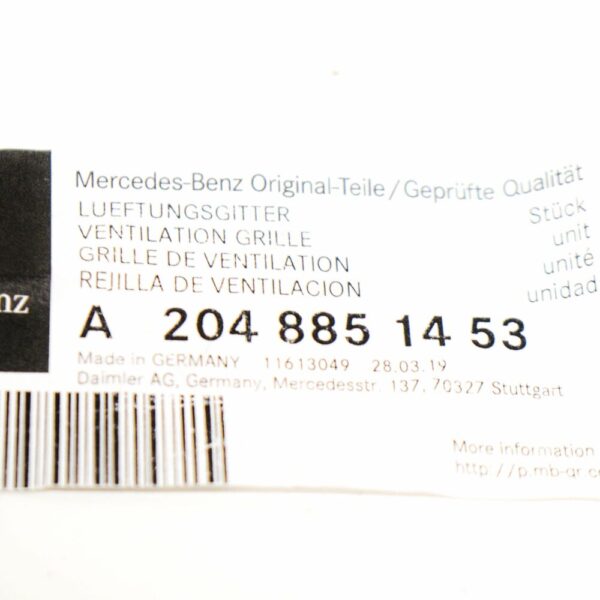 Mercedes-Benz Original-Teile/Geprüfte Qualität
LUEFTUNGSGITTER Stück
VENTILATION GRILLE unit
GRILLE DE VENTILATION unité
REJILLA DE VENTILACION unidad
nz
A 204 885 14 53
Made in GERMANY 11613049 28.03.19
Daimler AG, Germany, Mercedesstr. 137, 70327 Stuttgart
More information
http://p.mb-qr.co